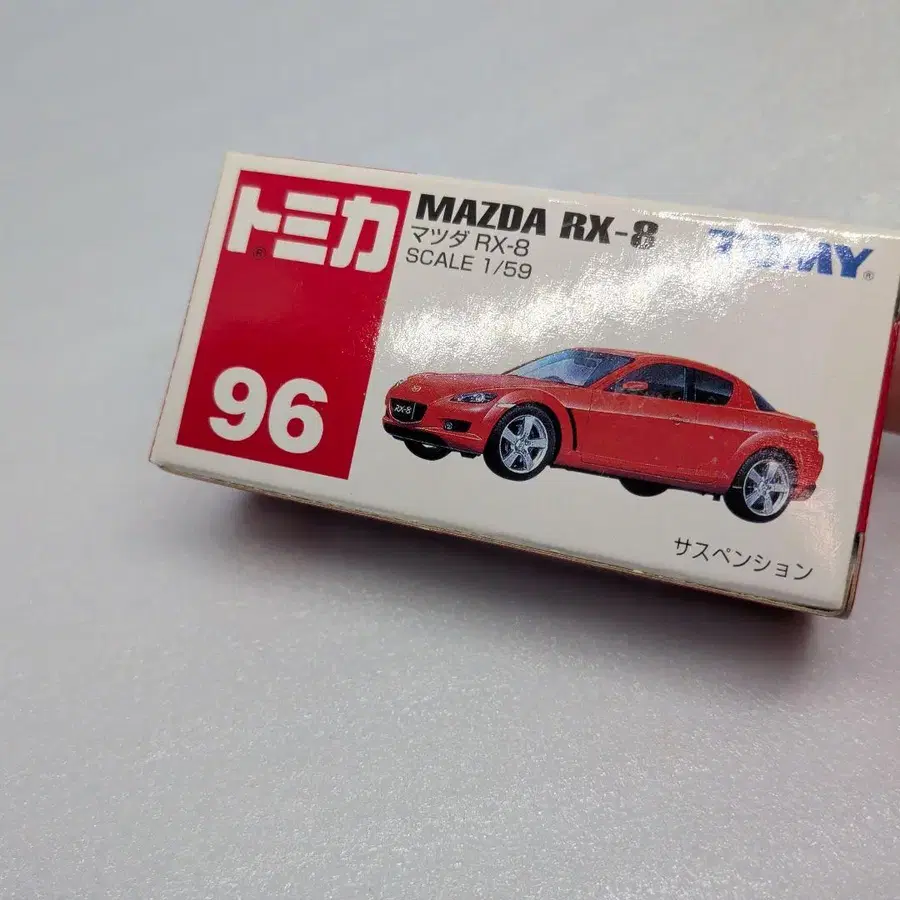 トミカ®
96
MAZDA RX-8
マツダ RX-8
SCALE 1/59
TOMY®
RX-8
サスペンション